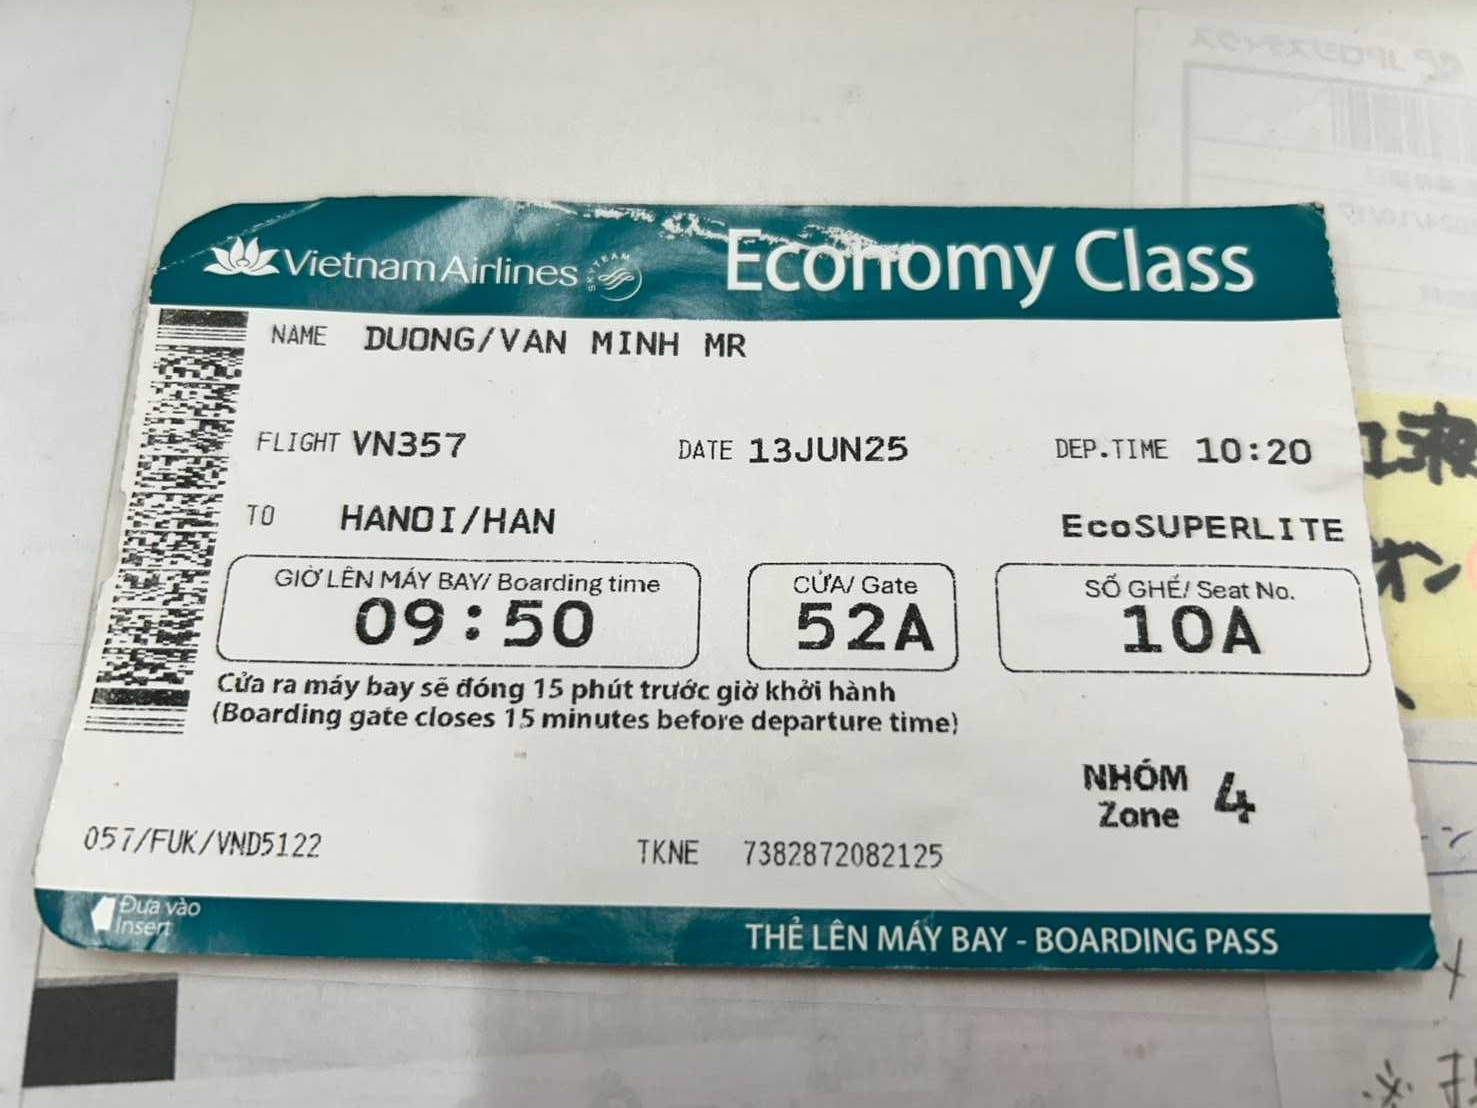 Vietnam Airlines SKYTEAM Economy Class
NAME DUONG/VAN MINH MR
FLIGHT VN357 DATE 13JUN25 DEP.TIME 10:20
TO HANOI/HAN EcoSUPERLITE
GIỜ LÊN MÁY BAY/ Boarding time CỬA/ Gate SỐ GHẾ/ Seat No.
09:50 52A 10A
Cửa ra máy bay sẽ đóng 15 phút trước giờ khởi hành
(Boarding gate closes 15 minutes before departure time)
NHÓM
Zone 4
057/FUK/VND5122 TKNE 7382872082125
Đưa vào
Insert
THẺ LÊN MÁY BAY - BOARDING PASS
オン